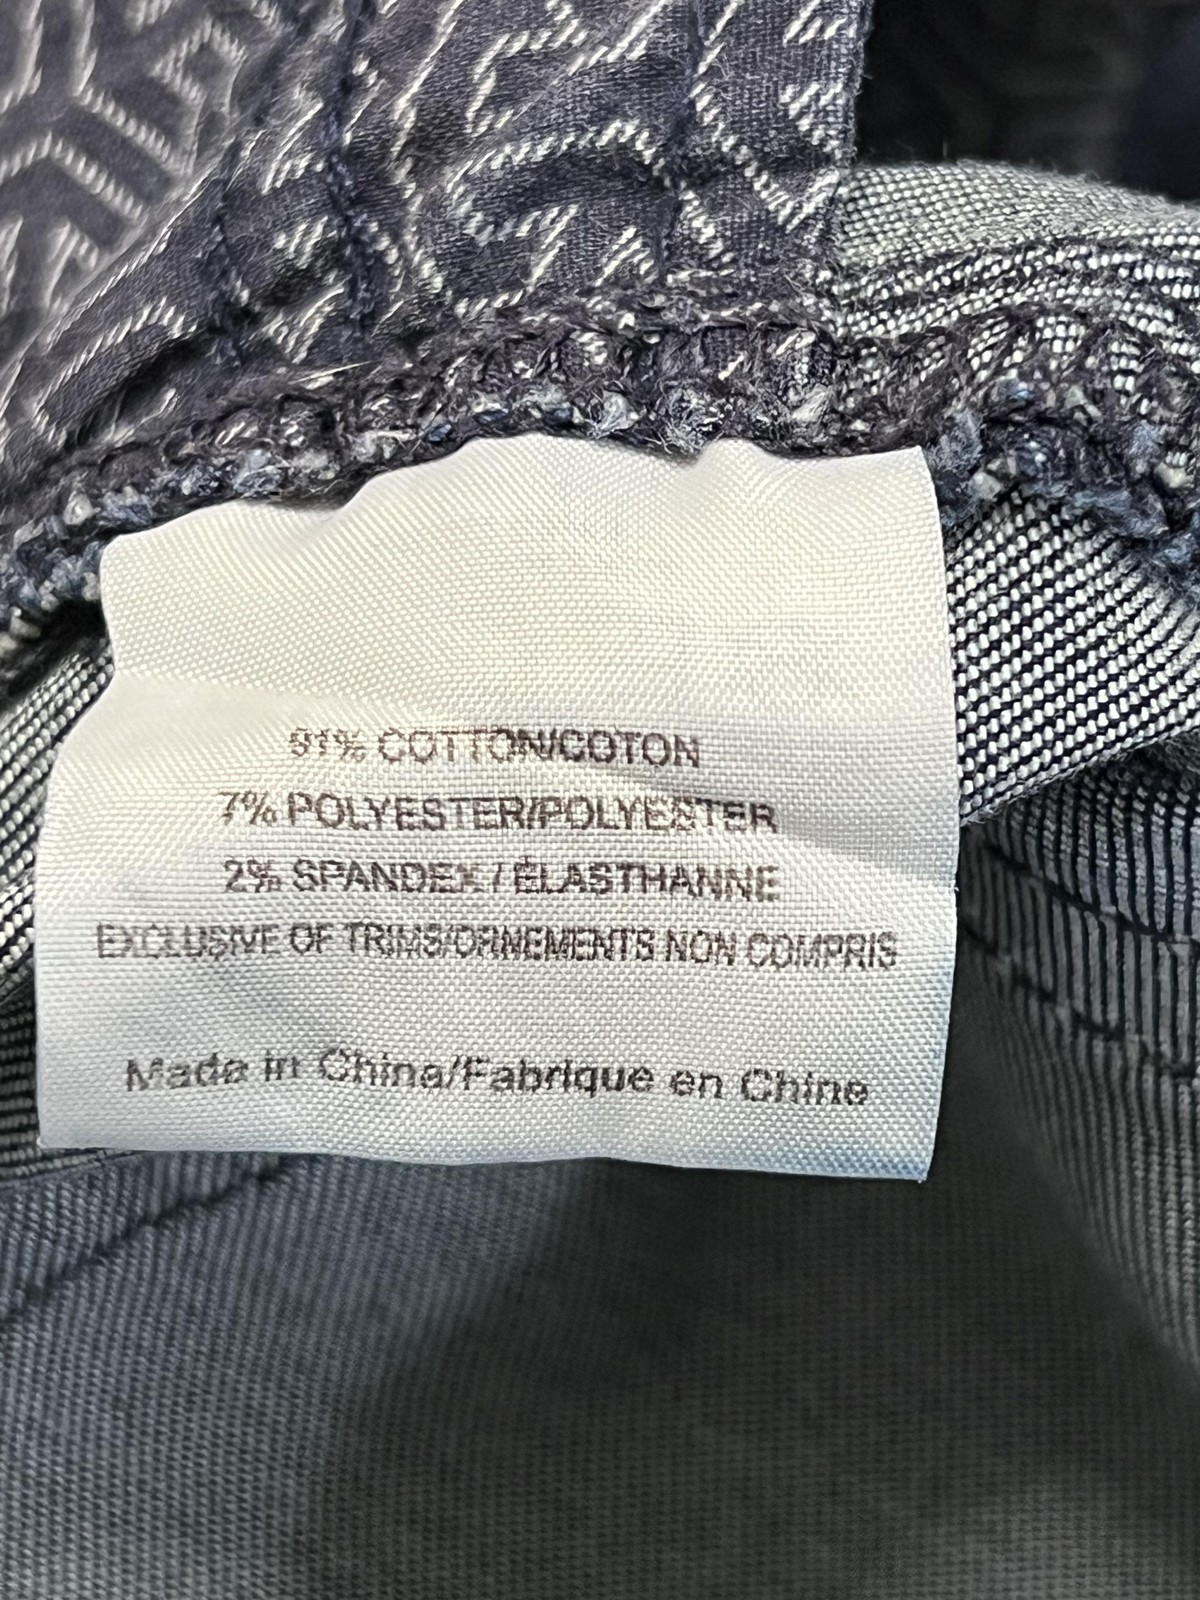 91% COTTON/COTON
7% POLYESTER/POLYESTER
2% SPANDEX / ÉLASTHANNE
EXCLUSIVE OF TRIMS/ORNEMENTS NON COMPRIS
Made in China/Fabrique en Chine